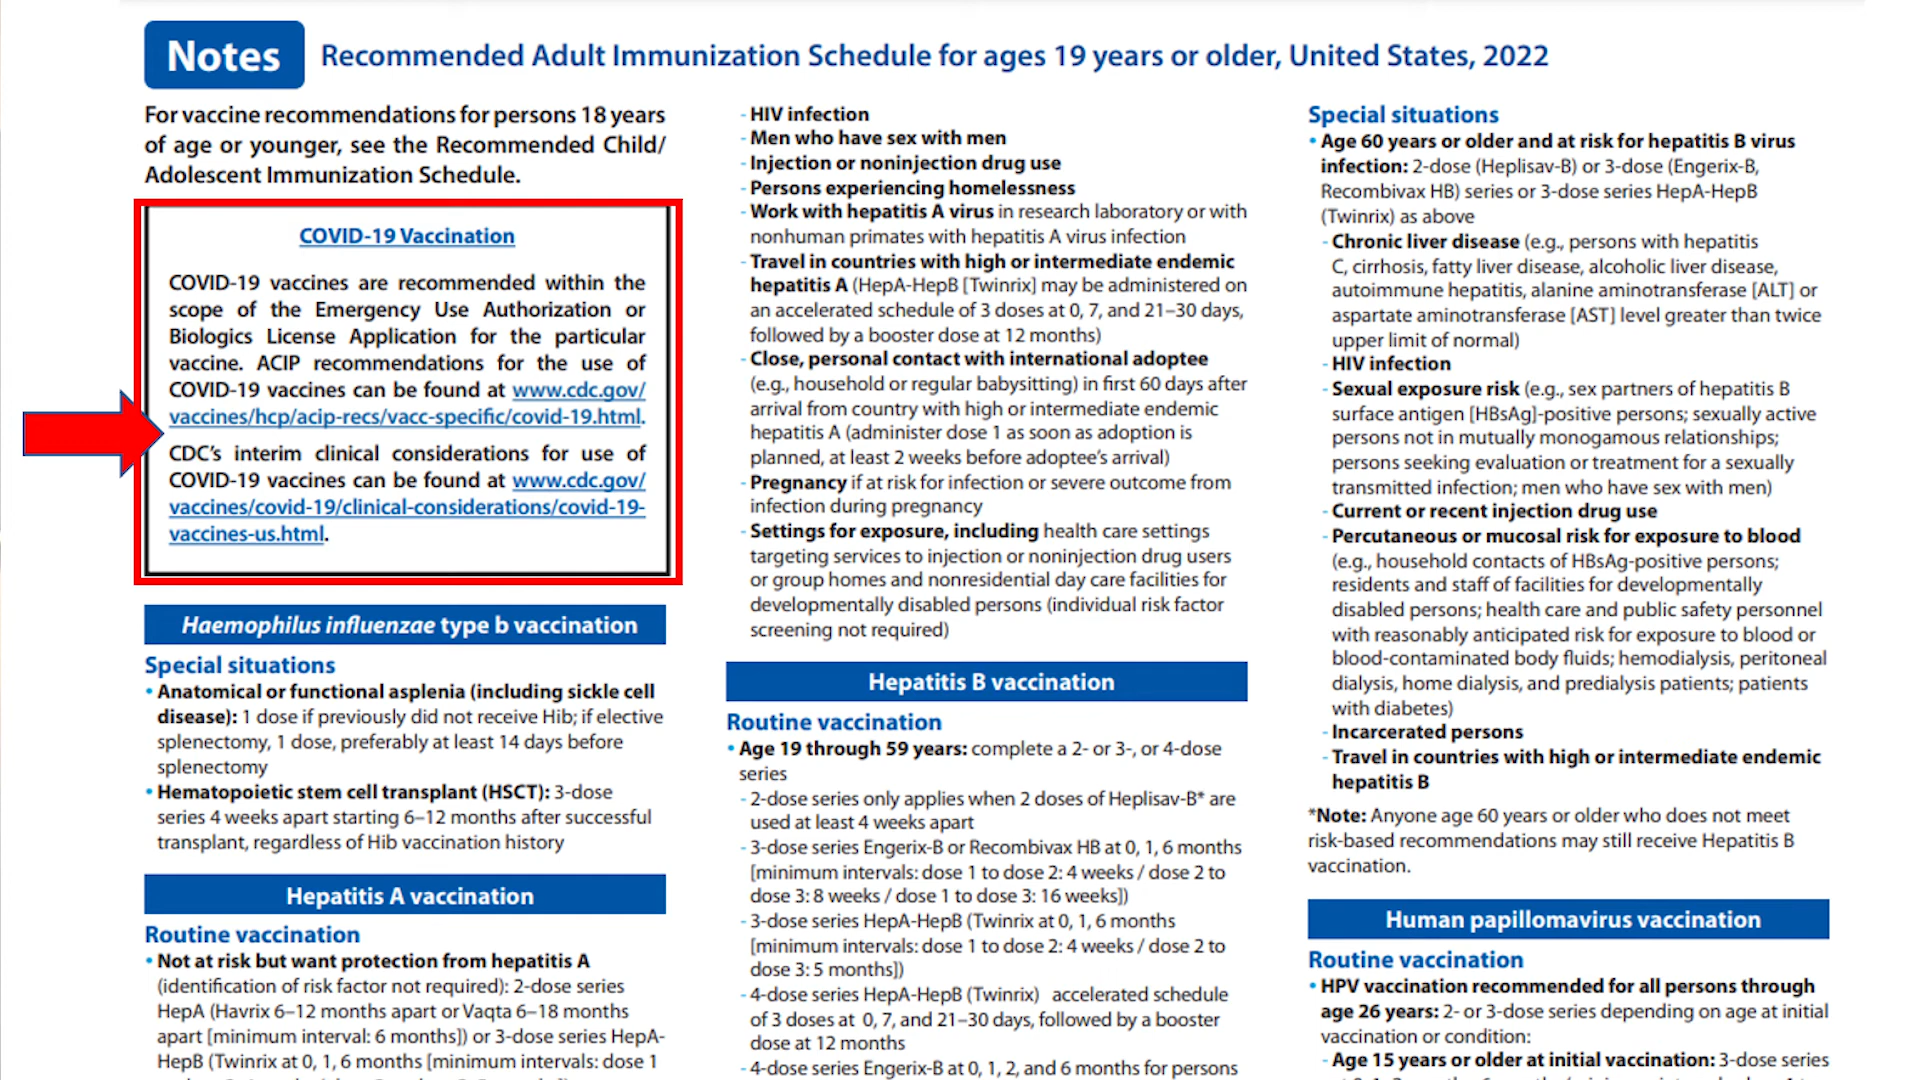 Notes
Recommended Adult Immunization Schedule for ages 19 years or older, United States, 2022
For vaccine recommendations for persons 18 years
of age or younger, see the Recommended Child/
Adolescent Immunization Schedule.
COVID-19 Vaccination
COVID-19 vaccines are recommended within the
scope of the Emergency Use Authorization or
Biologics License Application for the particular
vaccine. ACIP recommendations for the use of
COVID-19 vaccines can be found at www.cdc.gov/
vaccines/hcp/acip-recs/vacc-specific/covid-19.html.
CDC’s interim clinical considerations for use of
COVID-19 vaccines can be found at www.cdc.gov/
vaccines/covid-19/clinical-considerations/covid-19-
vaccines-us.html.
Haemophilus influenzae type b vaccination
Special situations
• Anatomical or functional asplenia (including sickle cell
disease): 1 dose if previously did not receive Hib; if elective
splenectomy, 1 dose, preferably at least 14 days before
splenectomy
• Hematopoietic stem cell transplant (HSCT): 3-dose
series 4 weeks apart starting 6–12 months after successful
transplant, regardless of Hib vaccination history
Hepatitis A vaccination
Routine vaccination
• Not at risk but want protection from hepatitis A
(identification of risk factor not required): 2-dose series
HepA (Havrix 6–12 months apart or Vaqta 6–18 months
apart [minimum interval: 6 months]) or 3-dose series HepA-
HepB (Twinrix at 0, 1, 6 months [minimum intervals: dose 1
- HIV infection
- Men who have sex with men
- Injection or noninjection drug use
- Persons experiencing homelessness
- Work with hepatitis A virus in research laboratory or with
nonhuman primates with hepatitis A virus infection
- Travel in countries with high or intermediate endemic
hepatitis A (HepA-HepB [Twinrix] may be administered on
an accelerated schedule of 3 doses at 0, 7, and 21–30 days,
followed by a booster dose at 12 months)
- Close, personal contact with international adoptee
(e.g., household or regular babysitting) in first 60 days after
arrival from country with high or intermediate endemic
hepatitis A (administer dose 1 as soon as adoption is
planned, at least 2 weeks before adoptee’s arrival)
- Pregnancy if at risk for infection or severe outcome from
infection during pregnancy
- Settings for exposure, including health care settings
targeting services to injection or noninjection drug users
or group homes and nonresidential day care facilities for
developmentally disabled persons (individual risk factor
screening not required)
Hepatitis B vaccination
Routine vaccination
• Age 19 through 59 years: complete a 2- or 3-, or 4-dose
series
- 2-dose series only applies when 2 doses of Heplisav-B* are
used at least 4 weeks apart
- 3-dose series Engerix-B or Recombivax HB at 0, 1, 6 months
[minimum intervals: dose 1 to dose 2: 4 weeks / dose 2 to
dose 3: 8 weeks / dose 1 to dose 3: 16 weeks])
- 3-dose series HepA-HepB (Twinrix at 0, 1, 6 months
[minimum intervals: dose 1 to dose 2: 4 weeks / dose 2 to
dose 3: 5 months])
- 4-dose series HepA-HepB (Twinrix) accelerated schedule
of 3 doses at 0, 7, and 21–30 days, followed by a booster
dose at 12 months
- 4-dose series Engerix-B at 0, 1, 2, and 6 months for persons
Special situations
• Age 60 years or older and at risk for hepatitis B virus
infection: 2-dose (Heplisav-B) or 3-dose (Engerix-B,
Recombivax HB) series or 3-dose series HepA-HepB
(Twinrix) as above
- Chronic liver disease (e.g., persons with hepatitis
C, cirrhosis, fatty liver disease, alcoholic liver disease,
autoimmune hepatitis, alanine aminotransferase [ALT] or
aspartate aminotransferase [AST] level greater than twice
upper limit of normal)
- HIV infection
- Sexual exposure risk (e.g., sex partners of hepatitis B
surface antigen [HBsAg]-positive persons; sexually active
persons not in mutually monogamous relationships;
persons seeking evaluation or treatment for a sexually
transmitted infection; men who have sex with men)
- Current or recent injection drug use
- Percutaneous or mucosal risk for exposure to blood
(e.g., household contacts of HBsAg-positive persons;
residents and staff of facilities for developmentally
disabled persons; health care and public safety personnel
with reasonably anticipated risk for exposure to blood or
blood-contaminated body fluids; hemodialysis, peritoneal
dialysis, home dialysis, and predialysis patients; patients
with diabetes)
- Incarcerated persons
- Travel in countries with high or intermediate endemic
hepatitis B
*Note: Anyone age 60 years or older who does not meet
risk-based recommendations may still receive Hepatitis B
vaccination.
Human papillomavirus vaccination
Routine vaccination
• HPV vaccination recommended for all persons through
age 26 years: 2- or 3-dose series depending on age at initial
vaccination or condition:
- Age 15 years or older at initial vaccination: 3-dose series